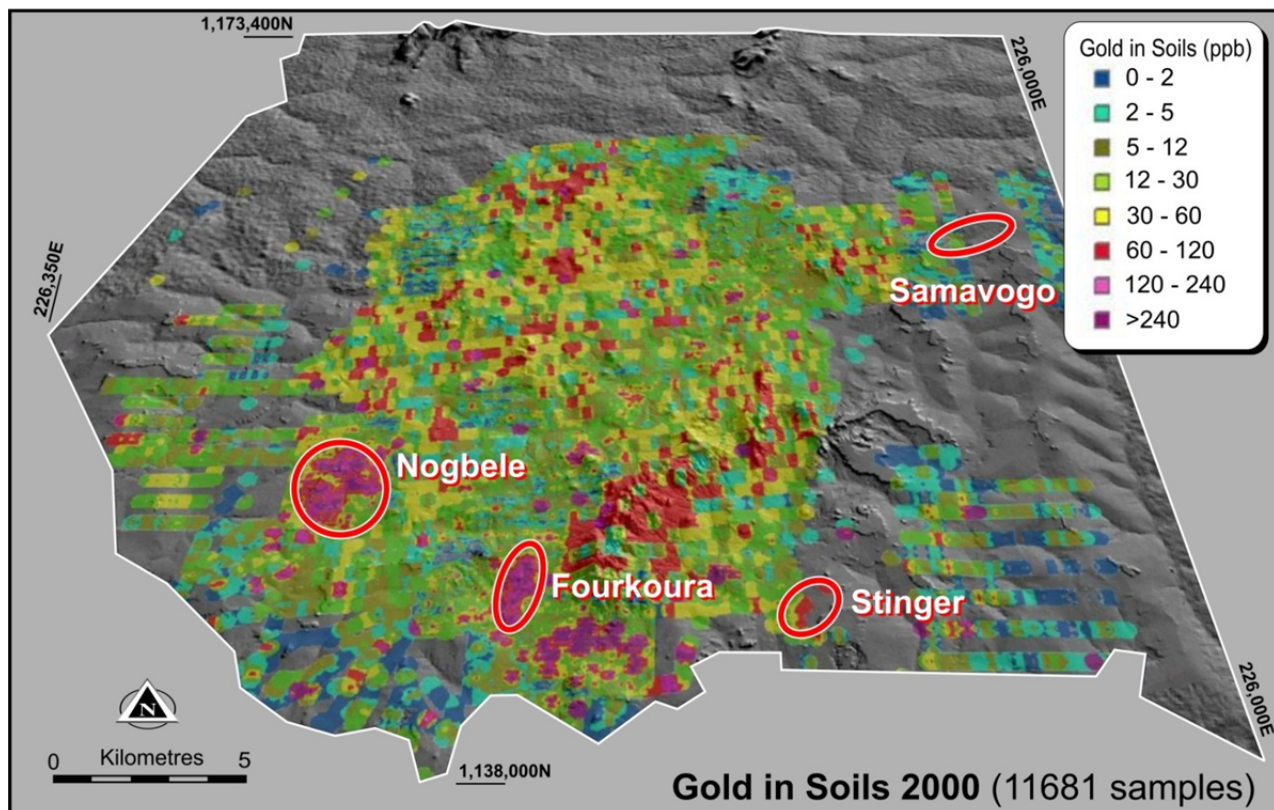 1,173,400N
226,000E
Gold in Soils (ppb)
0 - 2
2 - 5
5 - 12
12 - 30
30 - 60
60 - 120
120 - 240
>240
226,350E
Samavogo
Nogbele
Fourkoura
Stinger
226,000E
N
0 Kilometres 5
1,138,000N
Gold in Soils 2000 (11681 samples)